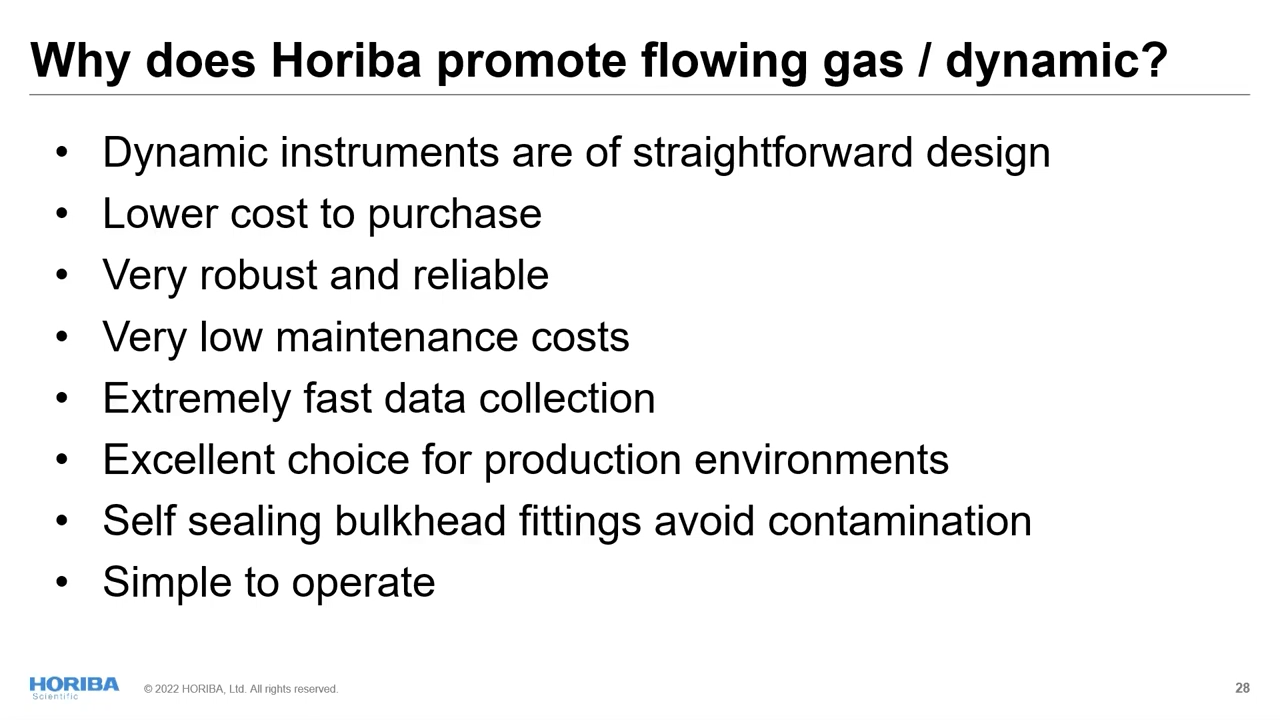 Why does Horiba promote flowing gas / dynamic?
• Dynamic instruments are of straightforward design
• Lower cost to purchase
• Very robust and reliable
• Very low maintenance costs
• Extremely fast data collection
• Excellent choice for production environments
• Self sealing bulkhead fittings avoid contamination
• Simple to operate
HORIBA
Scientific
© 2022 HORIBA, Ltd. All rights reserved.
28